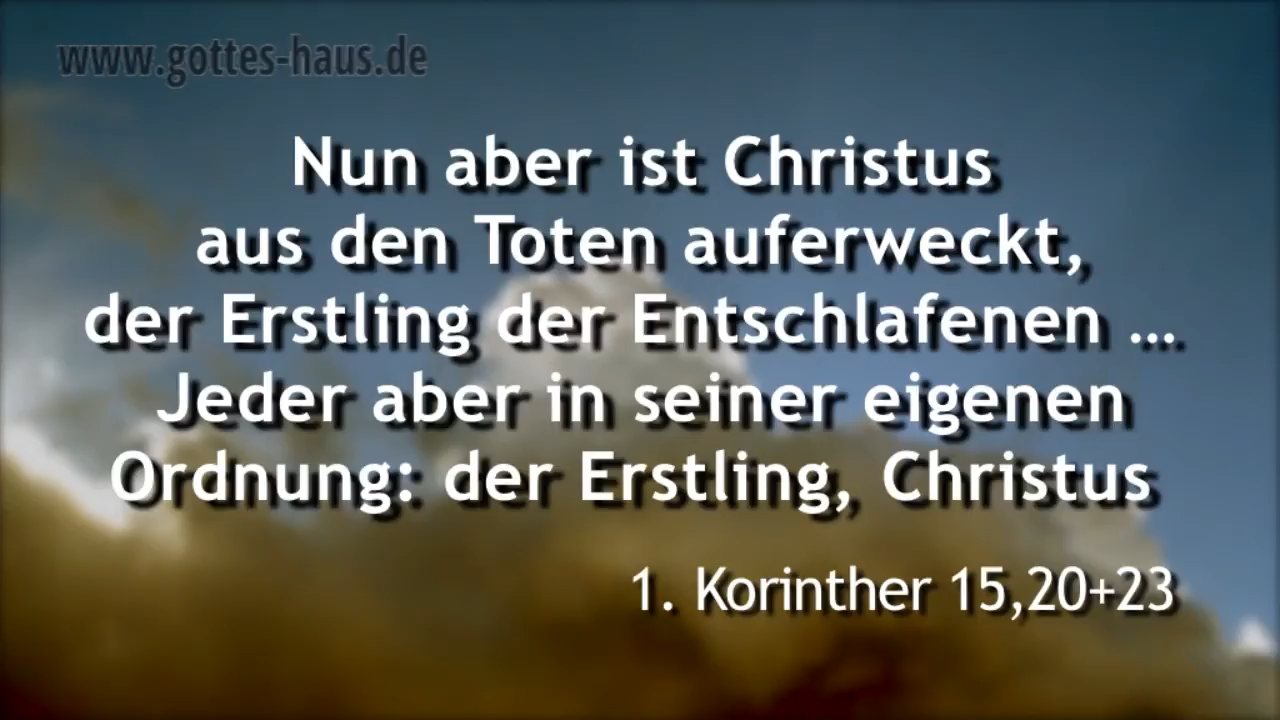 www.gottes-haus.de
Nun aber ist Christus
aus den Toten auferweckt,
der Erstling der Entschlafenen ...
Jeder aber in seiner eigenen
Ordnung: der Erstling, Christus
1. Korinther 15,20+23